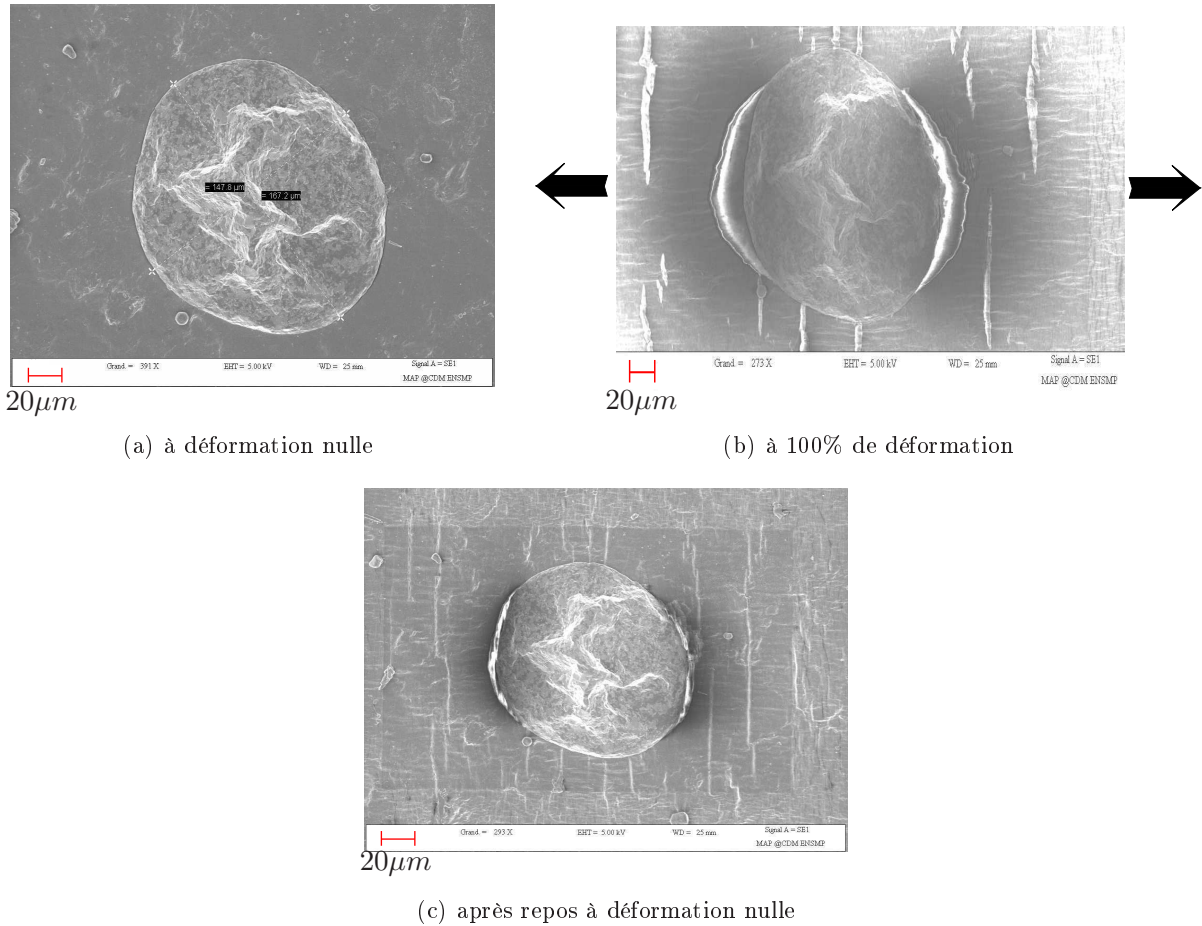 = 147.8 µm
= 167.2 µm
Grand. = 391 X EHT = 5.00 kV WD = 25 mm Signal A = SE1
MAP @CDM ENSMP
20µm
(a) à déformation nulle
Grand. = 273 X EHT = 5.00 kV WD = 25 mm Signal A = SE1
MAP @CDM ENSMP
20µm
(b) à 100% de déformation
Grand. = 293 X EHT = 5.00 kV WD = 25 mm Signal A = SE1
MAP @CDM ENSMP
20µm
(c) après repos à déformation nulle